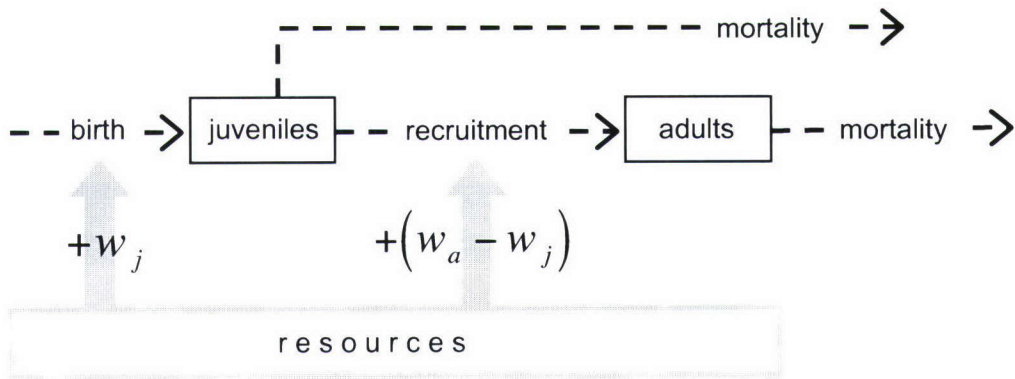 mortality
birth juveniles recruitment adults mortality
+w_j +(w_a − w_j)
resources